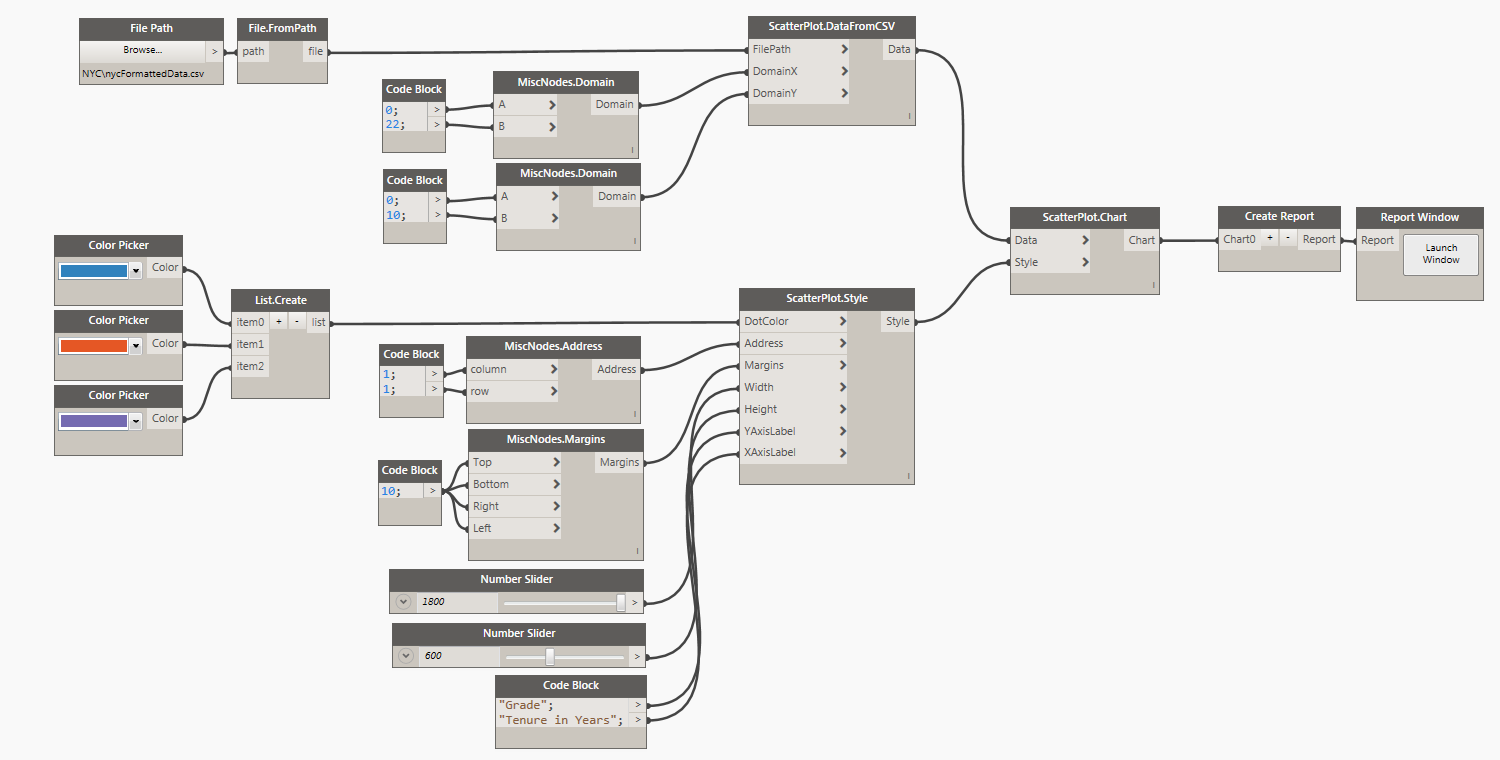 File Path
Browse...
>
NYC\nycFormattedData.csv
File.FromPath
path
file
ScatterPlot.DataFromCSV
FilePath
>
Data
DomainX
>
DomainY
>
Code Block
0;
>
22;
>
MiscNodes.Domain
A
>
Domain
B
>
Code Block
0;
>
10;
>
MiscNodes.Domain
A
>
Domain
B
>
Color Picker
Color
Color Picker
Color
Color Picker
Color
List.Create
item0
+
-
list
item1
item2
Code Block
1;
>
1;
>
MiscNodes.Address
column
>
Address
row
>
Code Block
10;
>
MiscNodes.Margins
Top
>
Margins
Bottom
>
Right
>
Left
>
Number Slider
1800
>
Number Slider
600
>
Code Block
"Grade";
>
"Tenure in Years";
>
ScatterPlot.Style
DotColor
>
Style
Address
>
Margins
>
Width
>
Height
>
YAxisLabel
>
XAxisLabel
>
ScatterPlot.Chart
Data
>
Chart
Style
>
Create Report
Chart0
+
-
Report
Report Window
Report
Launch
Window